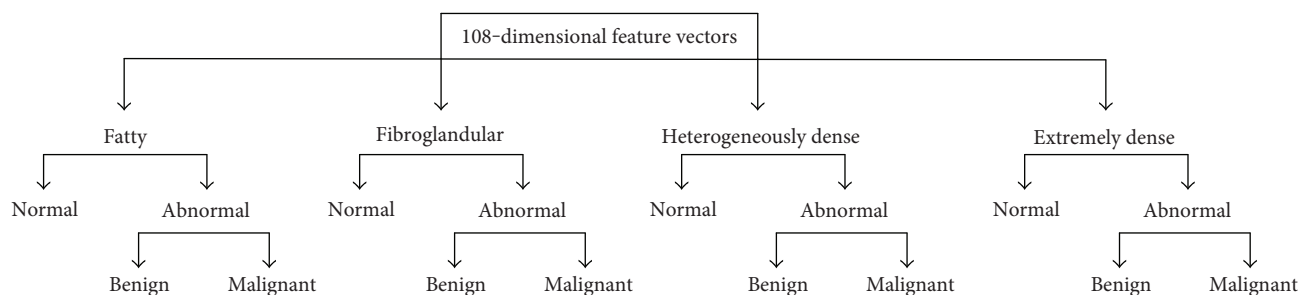 108-dimensional feature vectors
Fatty Fibroglandular Heterogeneously dense Extremely dense
Normal Abnormal Normal Abnormal Normal Abnormal Normal Abnormal
Benign Malignant Benign Malignant Benign Malignant Benign Malignant